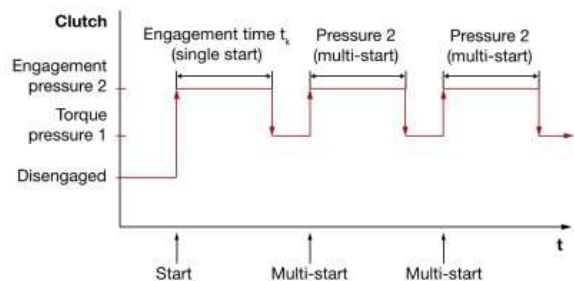 Clutch
Engagement time tk
(single start)
Pressure 2
(multi-start)
Pressure 2
(multi-start)
Engagement
pressure 2
Torque
pressure 1
Disengaged
t
Start
Multi-start
Multi-start